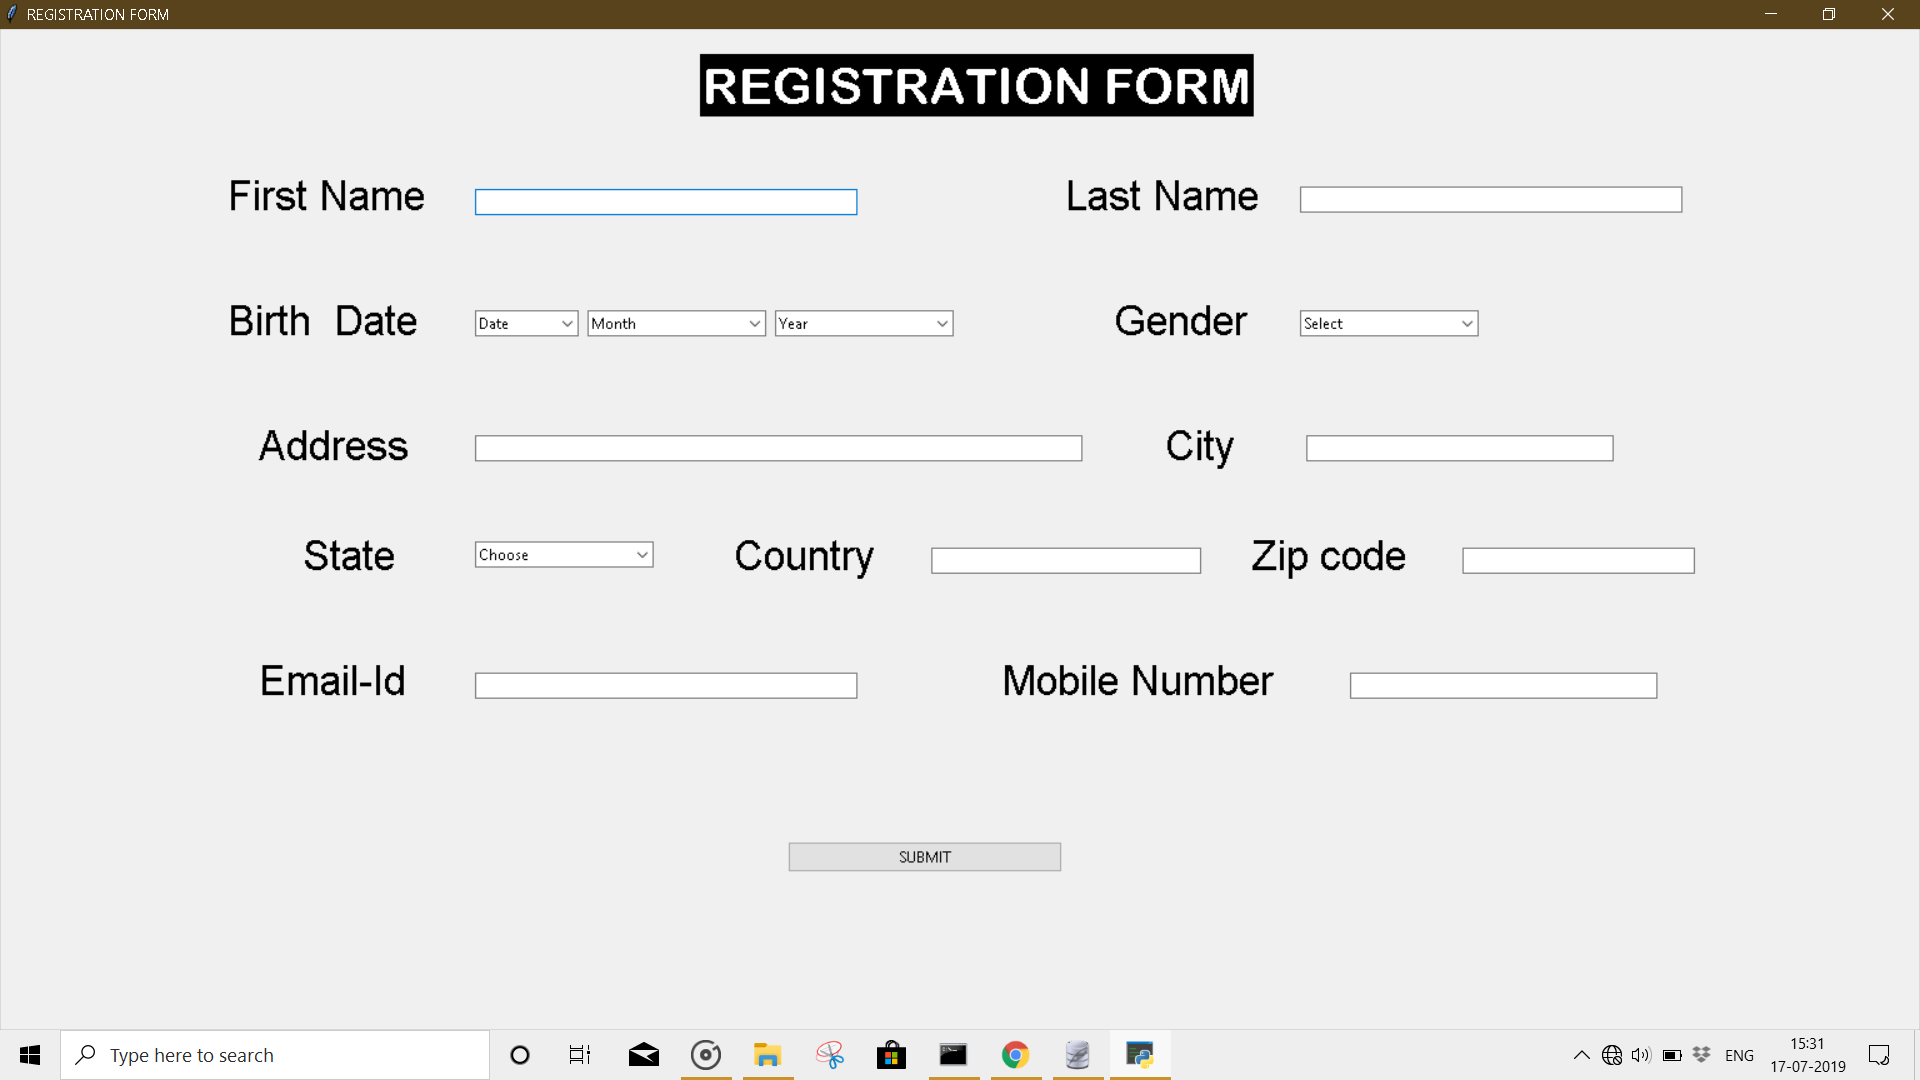 REGISTRATION FORM
REGISTRATION FORM
First Name
Last Name
Birth Date
Date
Month
Year
Gender
Select
Address
City
State
Choose
Country
Zip code
Email-Id
Mobile Number
SUBMIT
Type here to search
ENG
15:31
17-07-2019